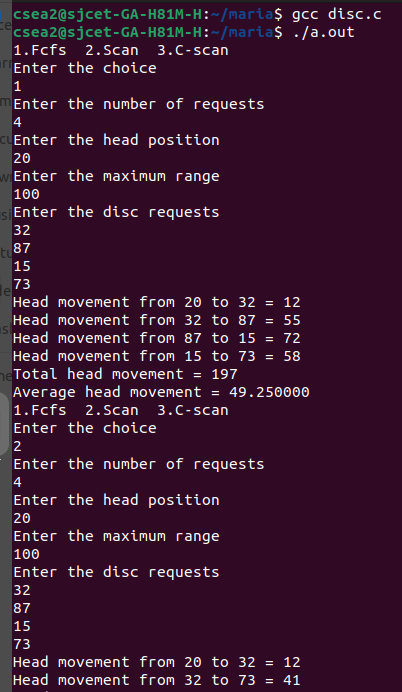 csea2@sjcet-GA-H81M-H:~/maria$ gcc disc.c
csea2@sjcet-GA-H81M-H:~/maria$ ./a.out
1.Fcfs  2.Scan  3.C-scan
Enter the choice
1
Enter the number of requests
4
Enter the head position
20
Enter the maximum range
100
Enter the disc requests
32
87
15
73
Head movement from 20 to 32 = 12
Head movement from 32 to 87 = 55
Head movement from 87 to 15 = 72
Head movement from 15 to 73 = 58
Total head movement = 197
Average head movement = 49.250000
1.Fcfs  2.Scan  3.C-scan
Enter the choice
2
Enter the number of requests
4
Enter the head position
20
Enter the maximum range
100
Enter the disc requests
32
87
15
73
Head movement from 20 to 32 = 12
Head movement from 32 to 73 = 41